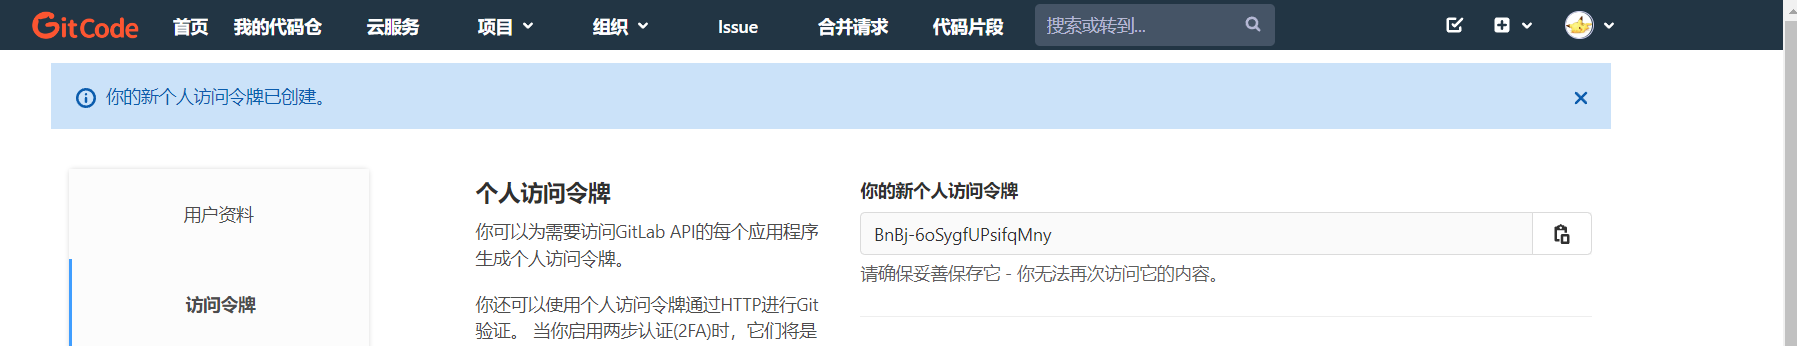 GitCode 首页 我的代码仓 云服务 项目 组织 Issue 合并请求 代码片段 搜索或转到...
你的新个人访问令牌已创建。
用户资料
访问令牌
个人访问令牌
你可以为需要访问GitLab API的每个应用程序
生成个人访问令牌。
你还可以使用个人访问令牌通过HTTP进行Git
验证。 当你启用两步认证(2FA)时，它们将是
你的新个人访问令牌
BnBj-6oSygfUPsifqMny
请确保妥善保存它 - 你无法再次访问它的内容。